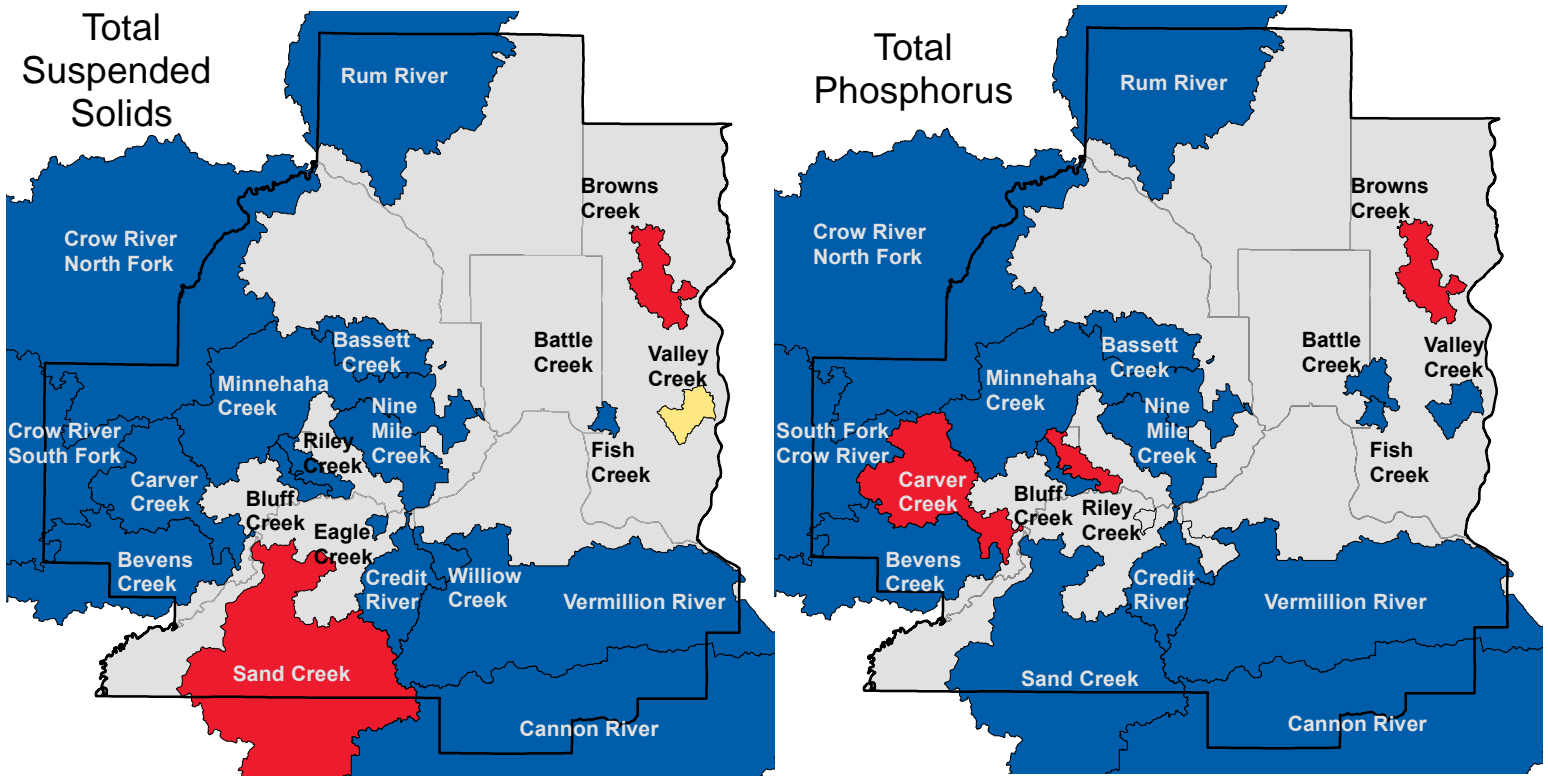 Total
Suspended
Solids
Rum River
Browns
Creek
Crow River
North Fork
Bassett
Creek
Battle
Creek
Valley
Creek
Minnehaha
Creek
Nine
Mile
Creek
Crow River
South Fork
Riley
Creek
Fish
Creek
Carver
Creek
Bluff
Creek
Eagle
Creek
Bevens
Creek
Credit
River
Williow
Creek
Vermillion River
Sand Creek
Cannon River
Total
Phosphorus
Rum River
Browns
Creek
Crow River
North Fork
Bassett
Creek
Battle
Creek
Valley
Creek
Minnehaha
Creek
Nine
Mile
Creek
South Fork
Crow River
Fish
Creek
Carver
Creek
Bluff
Creek
Riley
Creek
Bevens
Creek
Credit
River
Vermillion River
Sand Creek
Cannon River